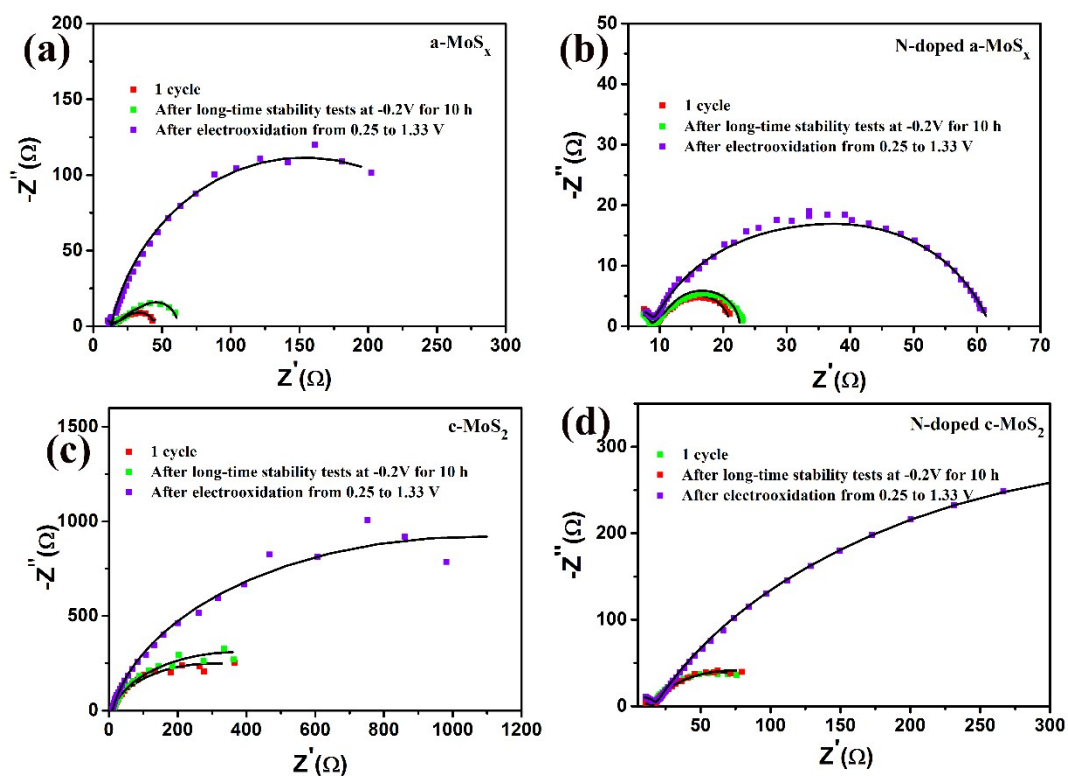 (a)
a-MoSx
1 cycle
After long-time stability tests at -0.2V for 10 h
After electrooxidation from 0.25 to 1.33 V
-Z''(Ω)
200
150
100
50
0
0 50 100 150 200 250 300
Z'(Ω)
(b)
N-doped a-MoSx
1 cycle
After long-time stability tests at -0.2V for 10 h
After electrooxidation from 0.25 to 1.33 V
-Z''(Ω)
50
40
30
20
10
0
10 20 30 40 50 60 70
Z'(Ω)
(c)
c-MoS2
1 cycle
After long-time stability tests at -0.2V for 10 h
After electrooxidation from 0.25 to 1.33 V
-Z''(Ω)
1500
1000
500
0
0 200 400 600 800 1000 1200
Z'(Ω)
(d)
N-doped c-MoS2
1 cycle
After long-time stability tests at -0.2V for 10 h
After electrooxidation from 0.25 to 1.33 V
-Z''(Ω)
300
200
100
0
50 100 150 200 250 300
Z'(Ω)